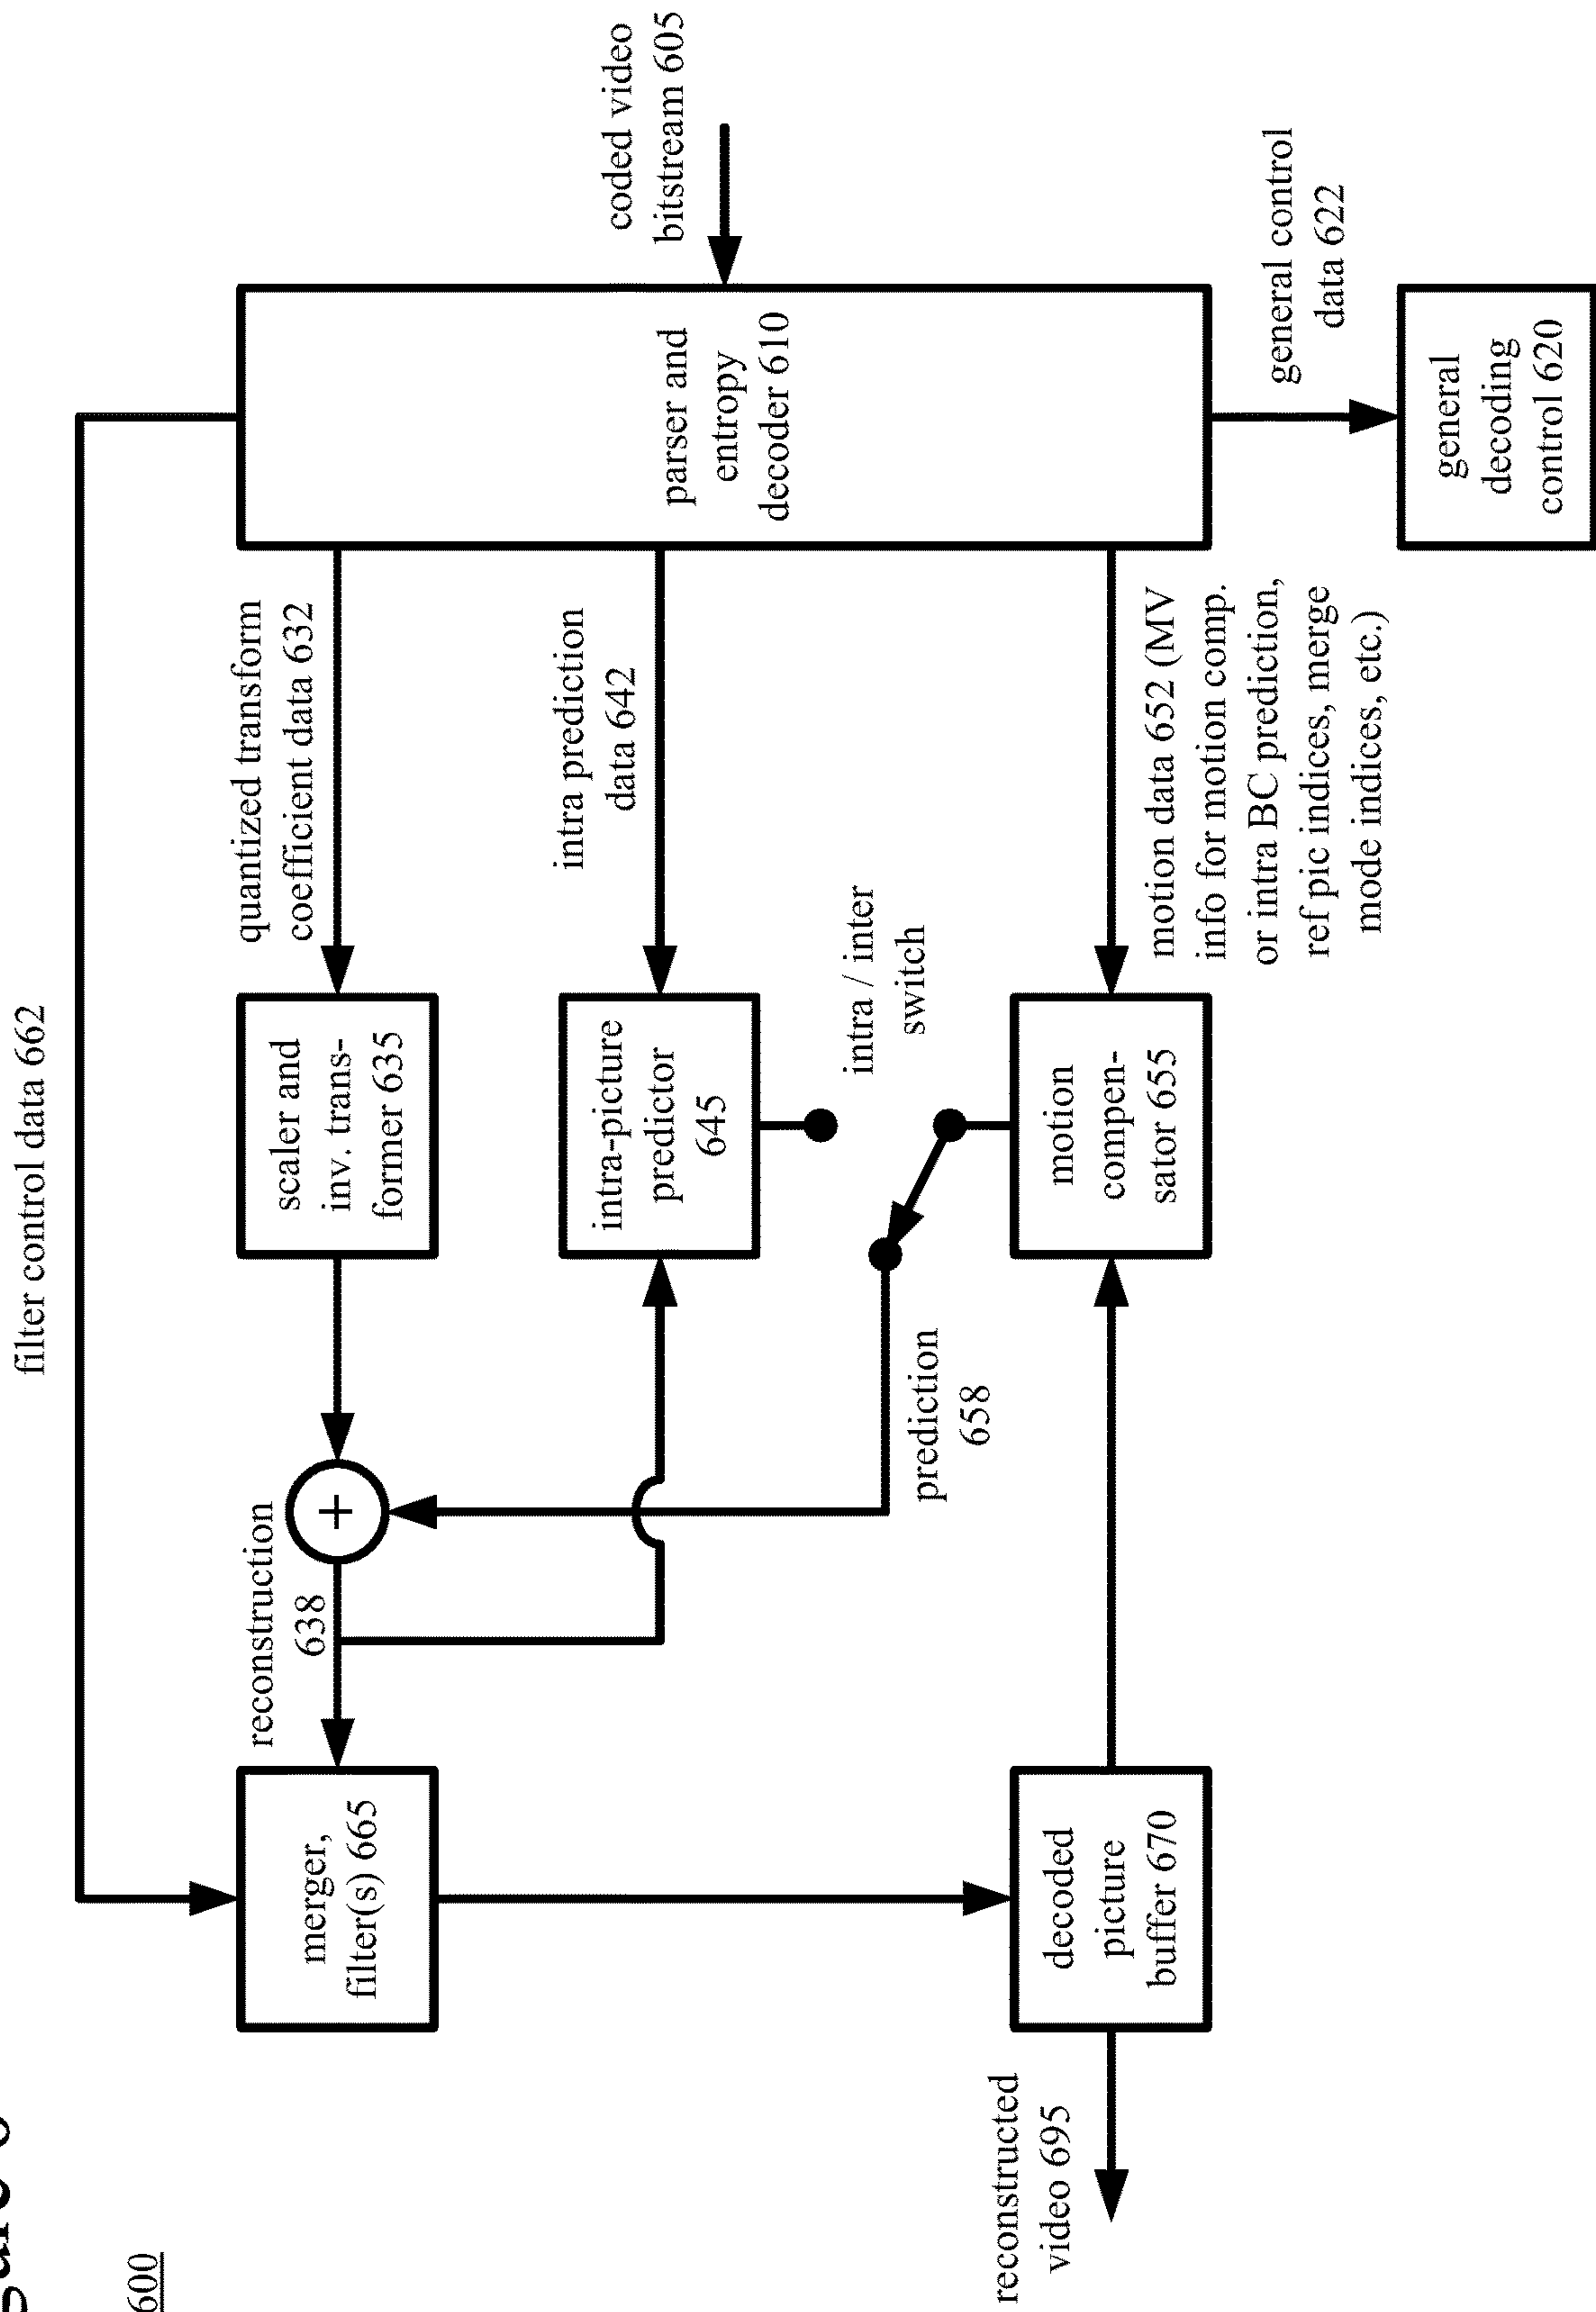 600
filter control data 662
coded video
bitstream 605
parser and
entropy
decoder 610
general control
data 622
general
decoding
control 620
quantized transform
coefficient data 632
intra prediction
data 642
motion data 652 (MV
info for motion comp.
or intra BC prediction,
ref pic indices, merge
mode indices, etc.)
scaler and
inv. trans-
former 635
intra-picture
predictor
645
intra / inter
switch
motion
compen-
sator 655
+
reconstruction
638
prediction
658
merger,
filter(s) 665
decoded
picture
buffer 670
reconstructed
video 695